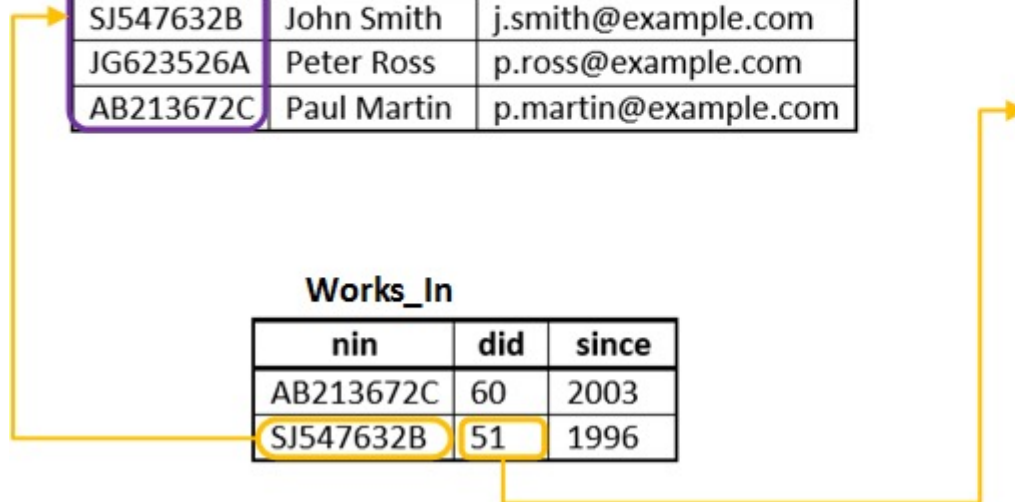 SJ547632B John Smith j.smith@example.com
JG623526A Peter Ross p.ross@example.com
AB213672C Paul Martin p.martin@example.com
Works_In
nin did since
AB213672C 60 2003
SJ547632B 51 1996